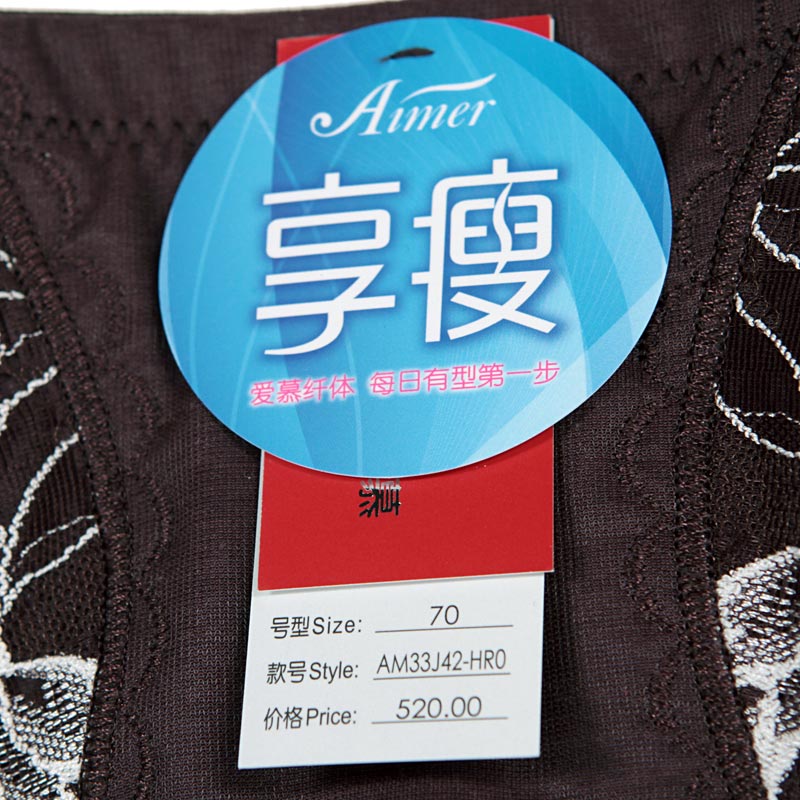 Aimer
享瘦
爱慕纤体 每日有型第一步
慕
号型Size: 70
款号Style: AM33J42-HR0
价格Price: 520.00